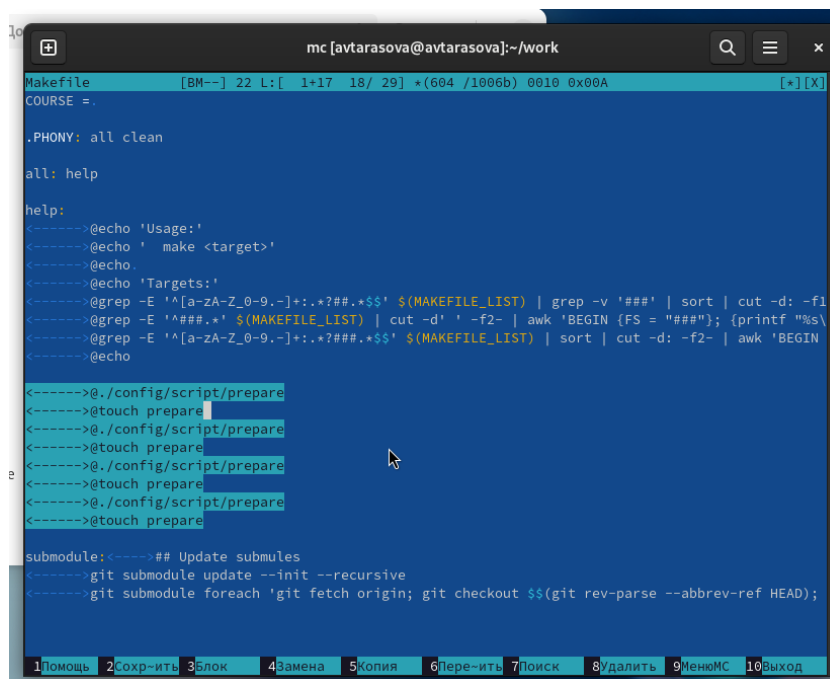 mc [avtarasova@avtarasova]:~/work
Makefile [BM--] 22 L:[ 1+17 18/ 29] *(604 /1006b) 0010 0x00A [*][X]
COURSE =.
.PHONY: all clean
all: help
help:
<------>@echo 'Usage:'
<------>@echo '  make <target>'
<------>@echo.
<------>@echo 'Targets:'
<------>@grep -E '^[a-zA-Z_0-9.-]+:.*?##.*$$' $(MAKEFILE_LIST) | grep -v '###' | sort | cut -d: -f1
<------>@grep -E '^###.*' $(MAKEFILE_LIST) | cut -d' ' -f2- | awk 'BEGIN {FS = "###"}; {printf "%s\
<------>@grep -E '^[a-zA-Z_0-9.-]+:.*?###.*$$' $(MAKEFILE_LIST) | sort | cut -d: -f2- | awk 'BEGIN
<------>@echo
<------>@./config/script/prepare
<------>@touch prepare
<------>@./config/script/prepare
<------>@touch prepare
<------>@./config/script/prepare
<------>@touch prepare
<------>@./config/script/prepare
<------>@touch prepare
submodule:<---->## Update submules
<------>git submodule update --init --recursive
<------>git submodule foreach 'git fetch origin; git checkout $$(git rev-parse --abbrev-ref HEAD);
1Помощь 2Сохр~ить 3Блок 4Замена 5Копия 6Пере~ить 7Поиск 8Удалить 9МенюМС 10Выход